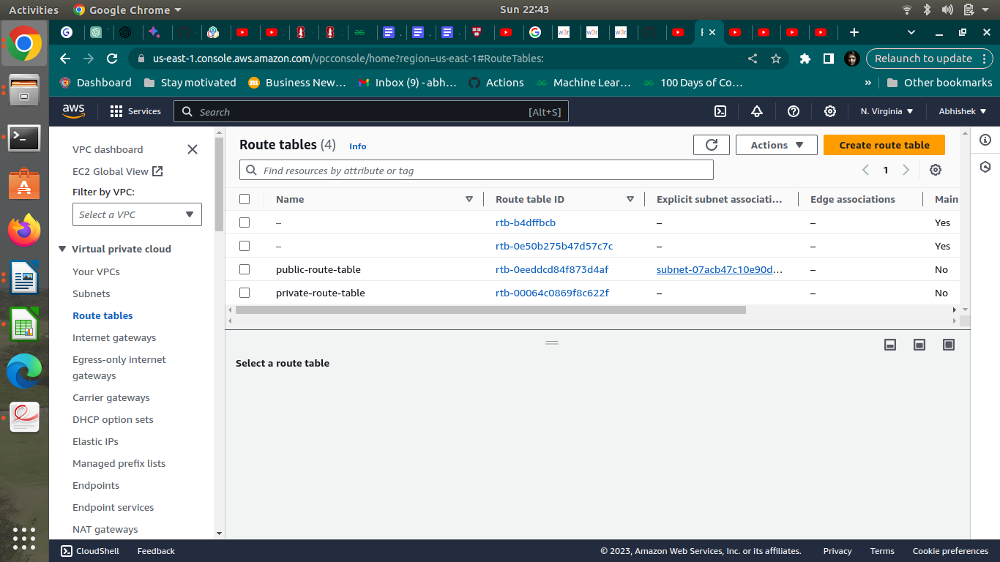 Activities
Google Chrome
Sun 22:43
us-east-1.console.aws.amazon.com/vpcconsole/home?region=us-east-1#RouteTables:
Relaunch to update
Dashboard
Stay motivated
Business New…
Inbox (9) - abh…
Actions
Machine Lear…
100 Days of Co…
»
Other bookmarks
aws
Services
Search
[Alt+S]
N. Virginia
Abhishek
VPC dashboard
EC2 Global View
Filter by VPC:
Select a VPC
Virtual private cloud
Your VPCs
Subnets
Route tables
Internet gateways
Egress-only internet
gateways
Carrier gateways
DHCP option sets
Elastic IPs
Managed prefix lists
Endpoints
Endpoint services
NAT gateways
Route tables (4)
Info
Actions
Create route table
Find resources by attribute or tag
1
Name Route table ID Explicit subnet associati... Edge associations Main
– rtb-b4dffbcb – – Yes
– rtb-0e50b275b47d57c7c – – Yes
public-route-table rtb-0eeddcd84f873d4af subnet-07acb47c10e90d… – No
private-route-table rtb-00064c0869f8c622f – – No
Select a route table
CloudShell
Feedback
© 2023, Amazon Web Services, Inc. or its affiliates.
Privacy
Terms
Cookie preferences